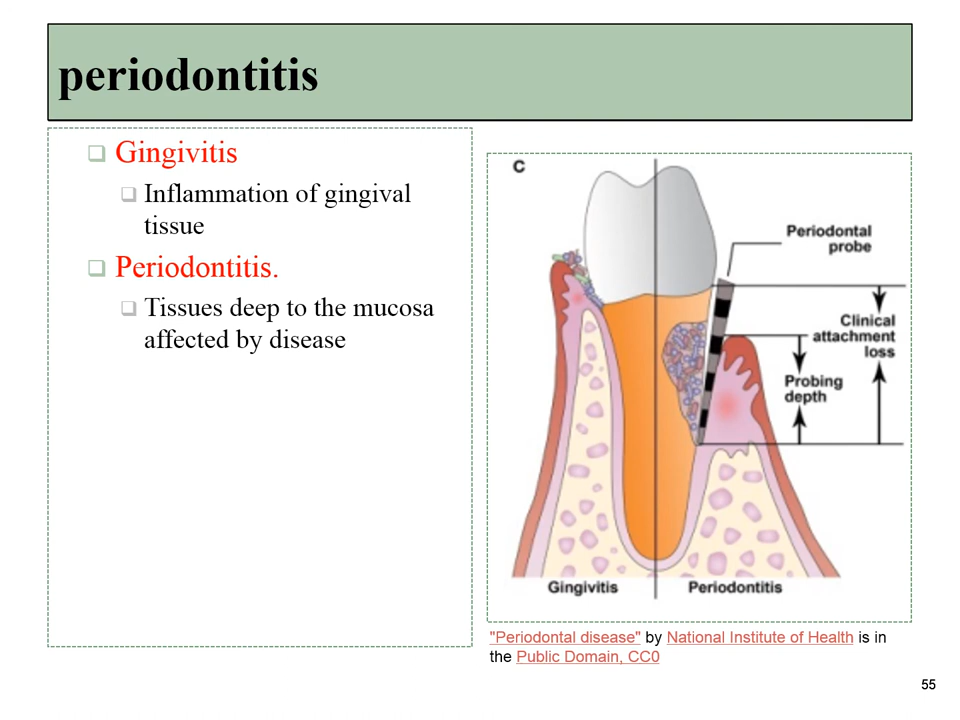 periodontitis
Gingivitis
Inflammation of gingival
tissue
Periodontitis.
Tissues deep to the mucosa
affected by disease
C
Periodontal
probe
Clinical
attachment
loss
Probing
depth
Gingivitis
Periodontitis
"Periodontal disease" by National Institute of Health is in
the Public Domain, CC0
55